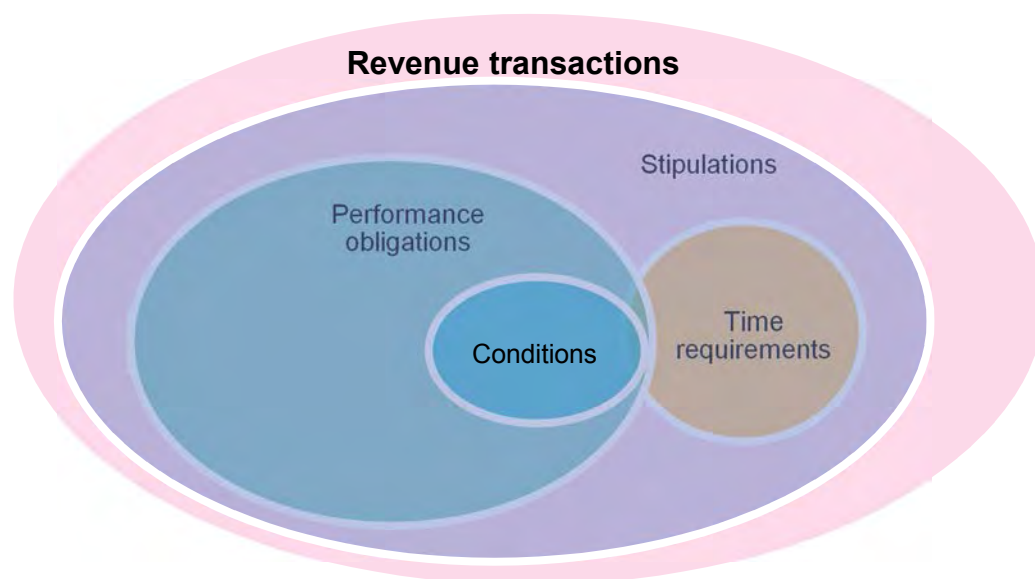 Revenue transactions
Stipulations
Performance
obligations
Conditions
Time
requirements